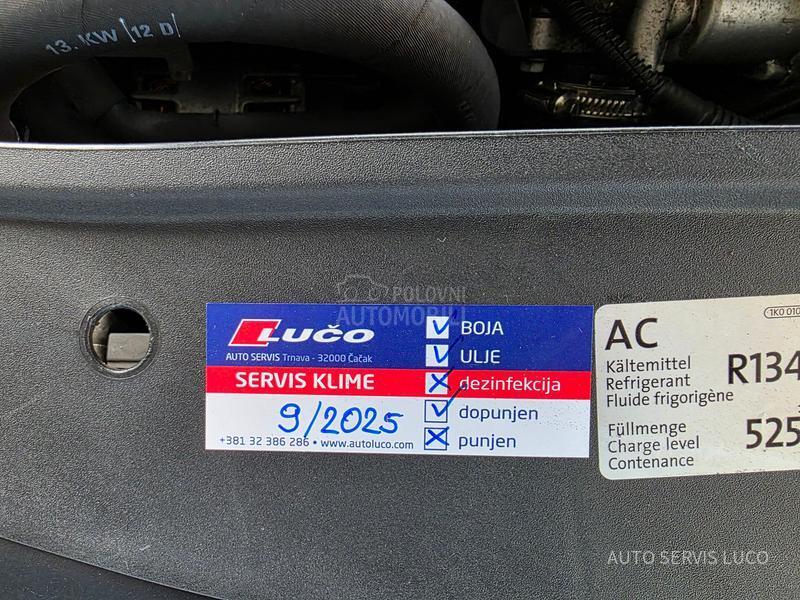 13. KW /12 D/
POLOVNI
AUTOMOBILI
LUČO
AUTO SERVIS Trnava - 32000 Čačak
SERVIS KLIME
9/2025
+381 32 386 286 • www.autoluco.com
BOJA
ULJE
dezinfekcija
dopunjen
punjen
1K0 010
AC
Kältemittel
Refrigerant
Fluide frigorigène
R134
Füllmenge
Charge level
Contenance
525
AUTO SERVIS LUCO